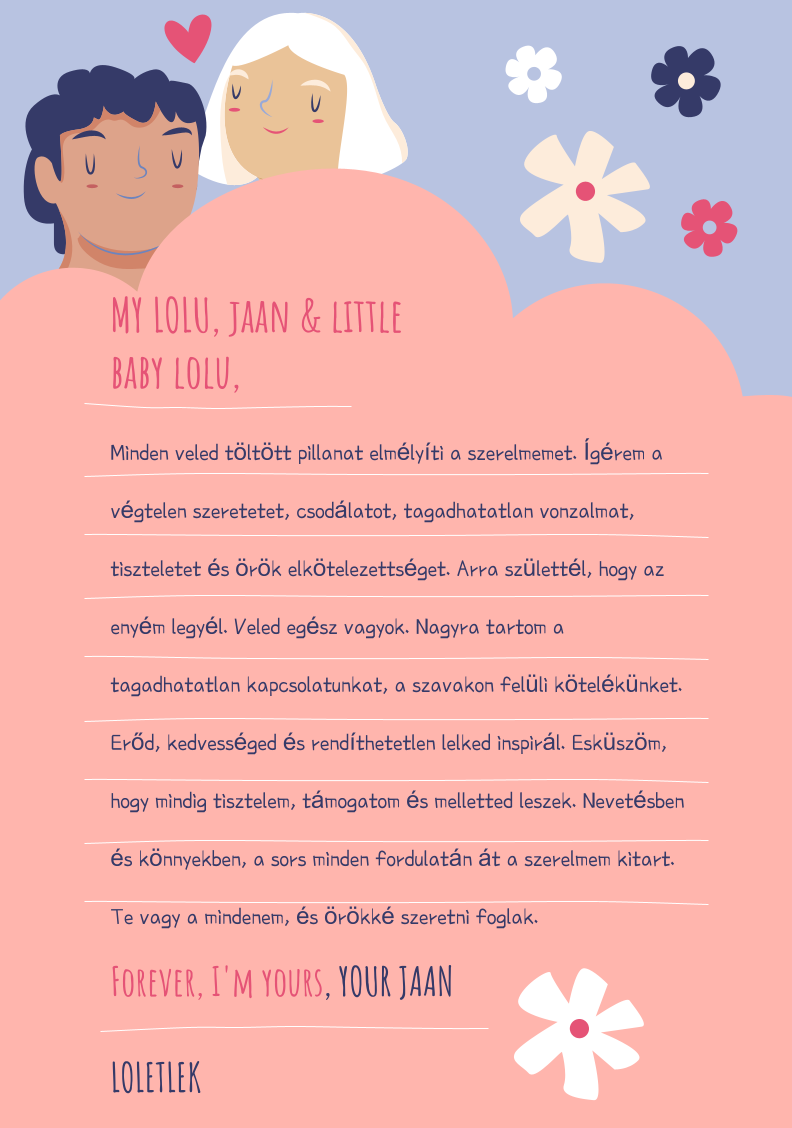 MY LOLU, JAAN & LITTLE
BABY LOLU,
Minden veled töltött pillanat elmélyíti a szerelmemet. Ígérem a
végtelen szeretetet, csodálatot, tagadhatatlan vonzalmat,
tiszteletet és örök elkötelezettséget. Arra születtél, hogy az
enyém legyél. Veled egész vagyok. Nagyra tartom a
tagadhatatlan kapcsolatunkat, a szavakon felüli kötelékünket.
Erőd, kedvességed és rendíthetetlen lelked inspirál. Esküszöm,
hogy mindig tisztelem, támogatom és melletted leszek. Nevetésben
és könnyekben, a sors minden fordulatán át a szerelmem kitart.
Te vagy a mindenem, és örökké szeretni foglak.
Forever, I'm yours, YOUR JAAN
LOLETLEK